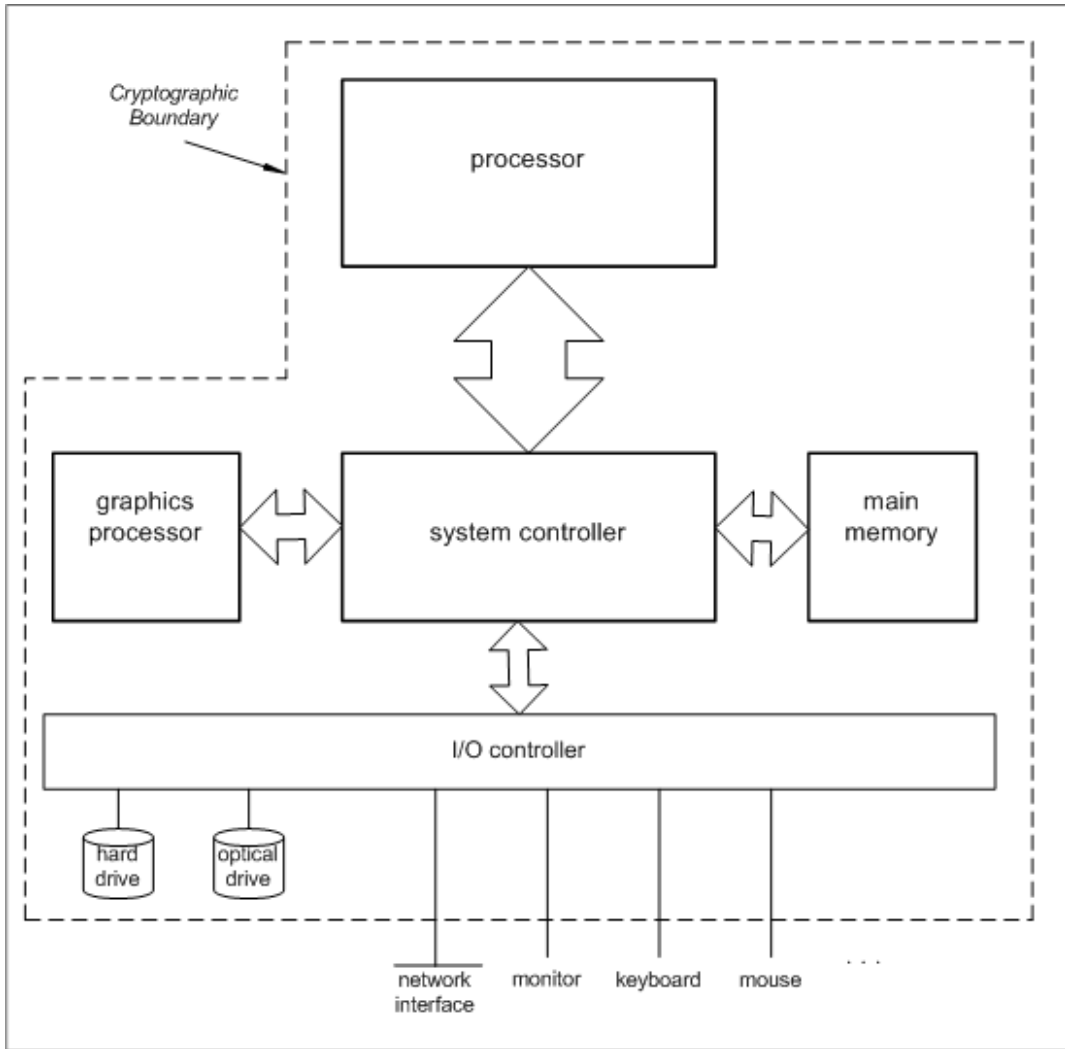 Cryptographic
Boundary
processor
graphics
processor
system controller
main
memory
I/O controller
hard
drive
optical
drive
network
interface
monitor
keyboard
mouse
. . .